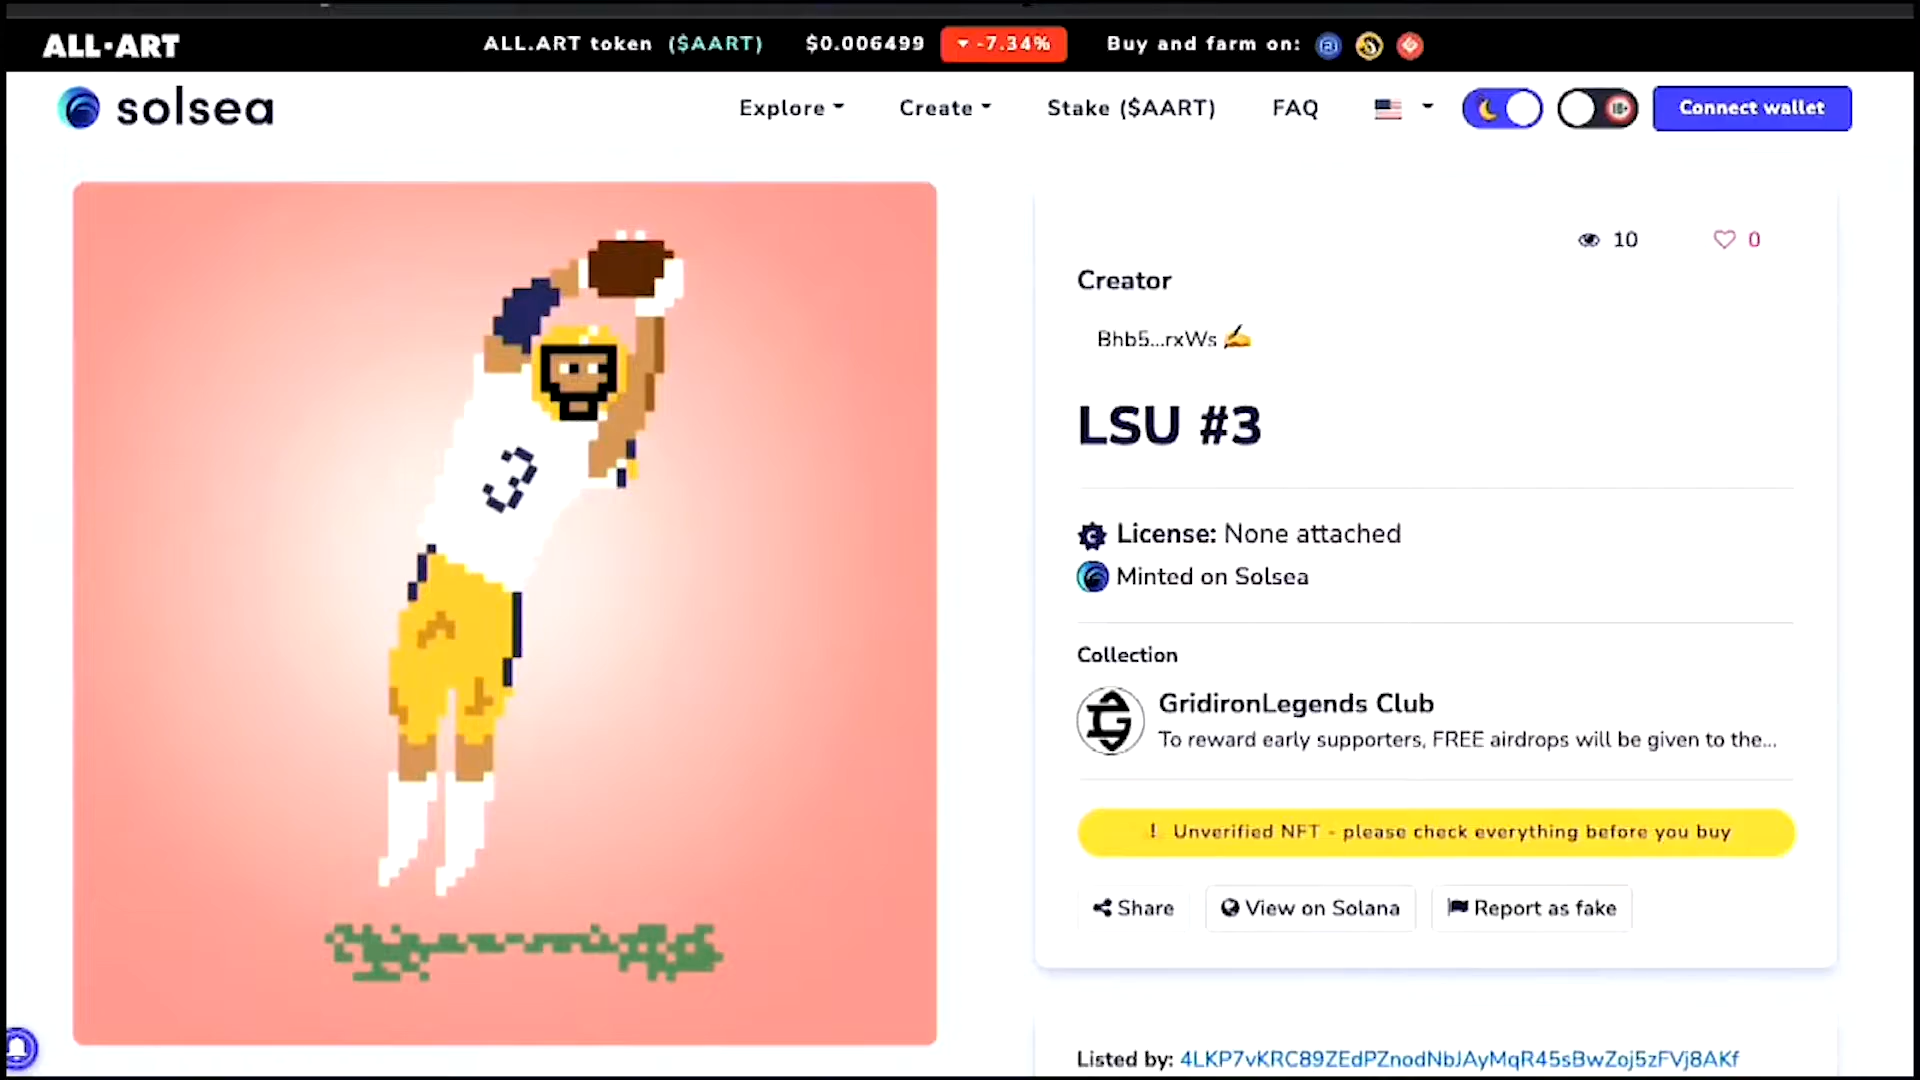 ALL·ART
ALL.ART token ($AART) $0.006499 -7.34% Buy and farm on:
solsea
Explore Create Stake ($AART) FAQ 18+ Connect wallet
10 0
Creator
Bhb5...rxWs
LSU #3
3
License: None attached
Minted on Solsea
Collection
GridironLegends Club
To reward early supporters, FREE airdrops will be given to the...
! Unverified NFT - please check everything before you buy
Share View on Solana Report as fake
Listed by: 4LKP7vKRC89ZEdPZnodNbJAyMqR45sBwZoj5zFVj8AKf